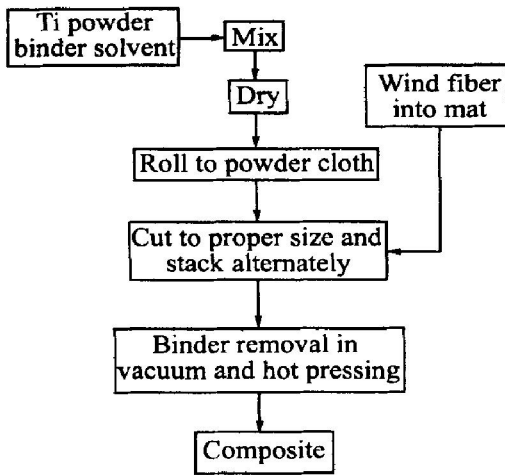 Ti powder
binder solvent
Mix
Dry
Wind fiber
into mat
Roll to powder cloth
Cut to proper size and
stack alternately
Binder removal in
vacuum and hot pressing
Composite